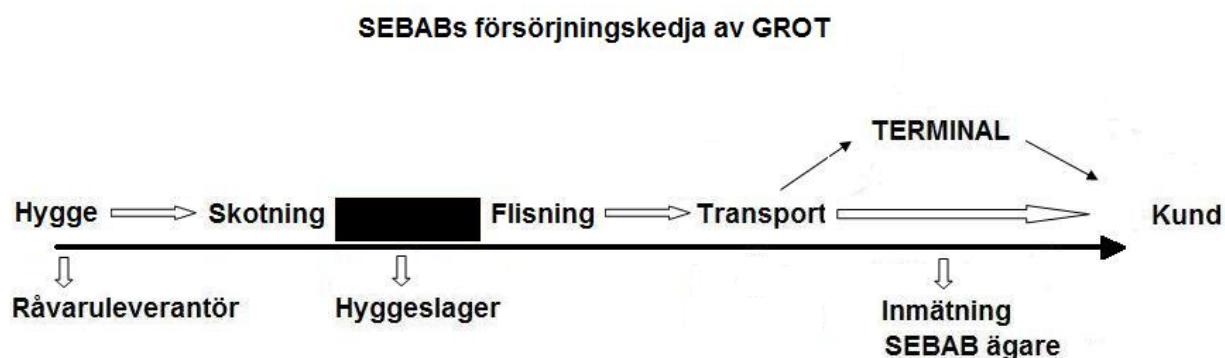 SEBABs försörjningskedja av GROT
TERMINAL
Hygge Skotning Flisning Transport Kund
Råvaruleverantör Hyggeslager Inmätning
SEBAB ägare